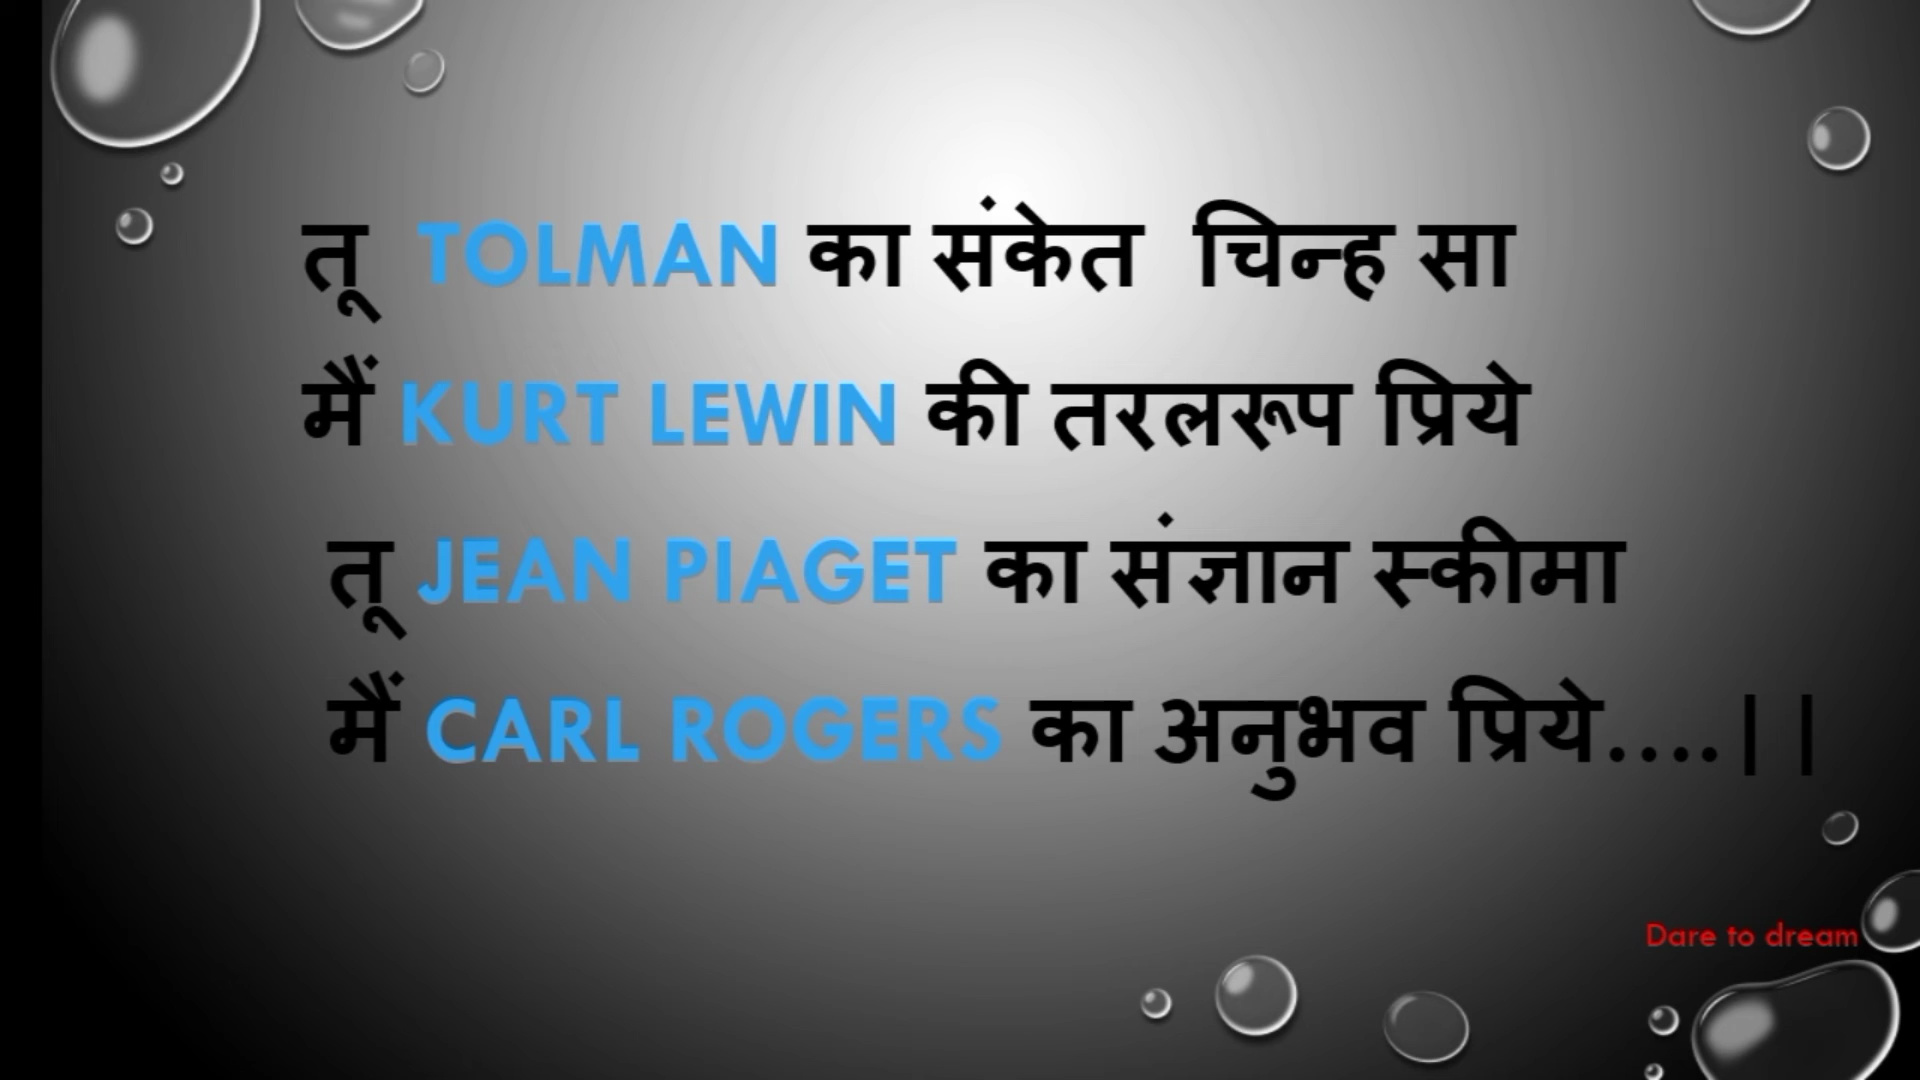 तू TOLMAN का संकेत चिन्ह सा
मैं KURT LEWIN की तरलरूप प्रिये
तू JEAN PIAGET का संज्ञान स्कीमा
मैं CARL ROGERS का अनुभव प्रिये....||
Dare to dream